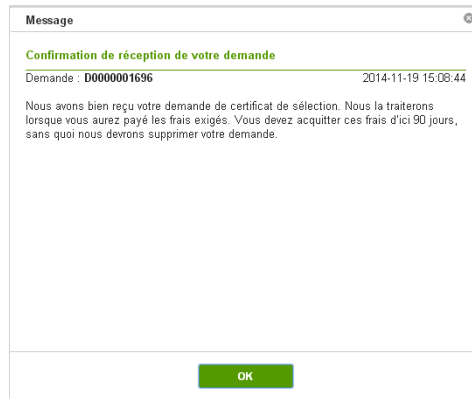 Message
Confirmation de réception de votre demande
Demande : D0000001696 2014-11-19 15:08:44
Nous avons bien reçu votre demande de certificat de sélection. Nous la traiterons
lorsque vous aurez payé les frais exigés. Vous devez acquitter ces frais d'ici 90 jours,
sans quoi nous devrons supprimer votre demande.
OK